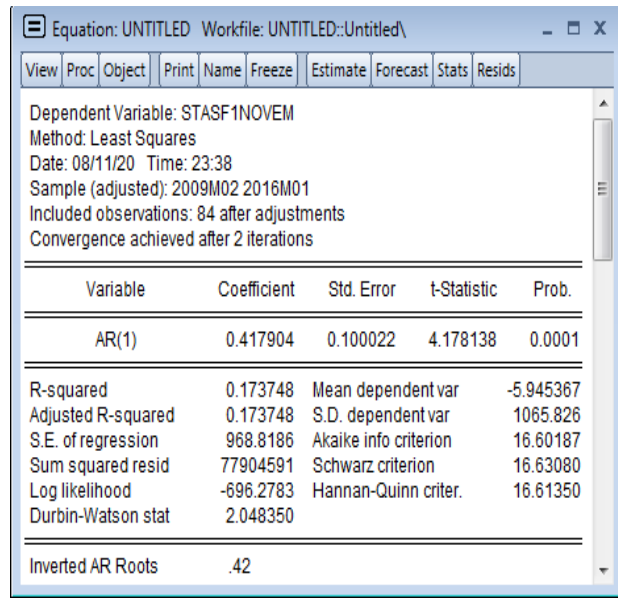 Equation: UNTITLED Workfile: UNTITLED::Untitled\
View Proc Object Print Name Freeze Estimate Forecast Stats Resids
Dependent Variable: STASF1NOVEM
Method: Least Squares
Date: 08/11/20 Time: 23:38
Sample (adjusted): 2009M02 2016M01
Included observations: 84 after adjustments
Convergence achieved after 2 iterations
Variable Coefficient Std. Error t-Statistic Prob.
AR(1) 0.417904 0.100022 4.178138 0.0001
R-squared 0.173748 Mean dependent var -5.945367
Adjusted R-squared 0.173748 S.D. dependent var 1065.826
S.E. of regression 968.8186 Akaike info criterion 16.60187
Sum squared resid 77904591 Schwarz criterion 16.63080
Log likelihood -696.2783 Hannan-Quinn criter. 16.61350
Durbin-Watson stat 2.048350
Inverted AR Roots .42